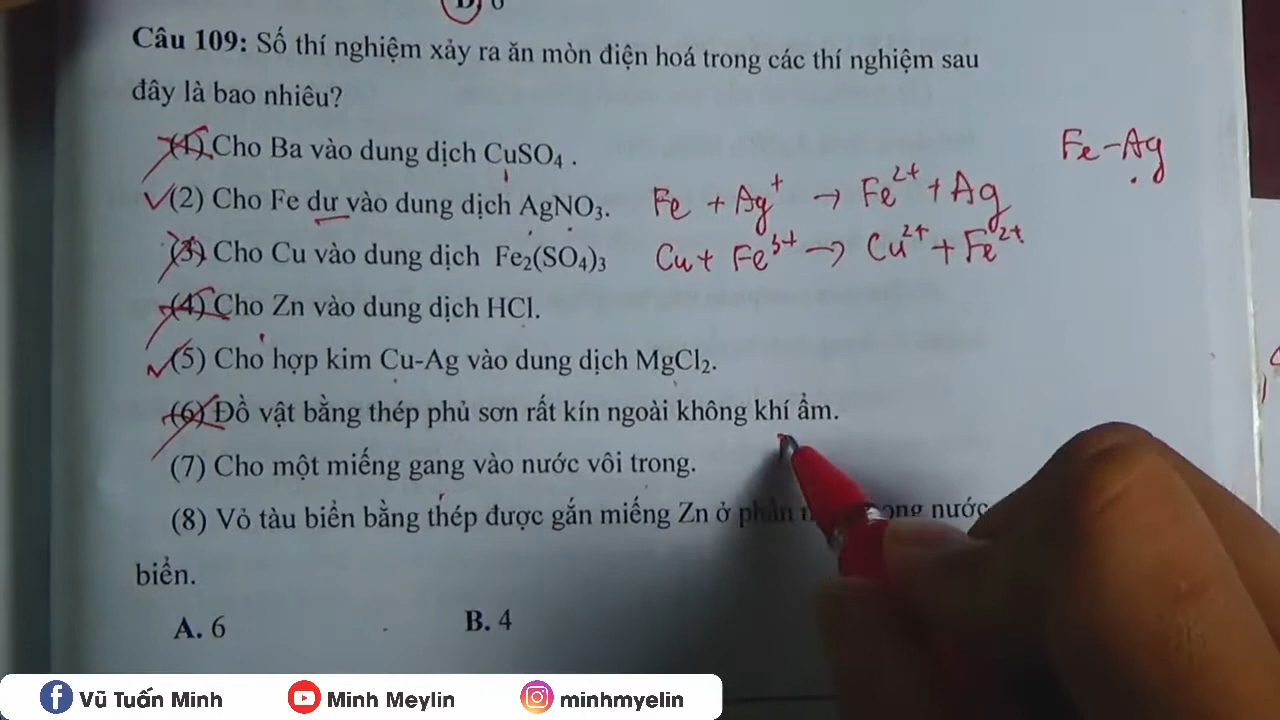 D) 6
Câu 109: Số thí nghiệm xảy ra ăn mòn điện hoá trong các thí nghiệm sau
đây là bao nhiêu?
(1) Cho Ba vào dung dịch CuSO₄ .
Fe - Ag
(2) Cho Fe dư vào dung dịch AgNO₃. Fe + Ag⁺ → Fe²⁺ + Ag
(3) Cho Cu vào dung dịch Fe₂(SO₄)₃ Cu + Fe³⁺ → Cu²⁺ + Fe²⁺
(4) Cho Zn vào dung dịch HCl.
(5) Cho hợp kim Cu-Ag vào dung dịch MgCl₂.
(6) Đồ vật bằng thép phủ sơn rất kín ngoài không khí ẩm.
(7) Cho một miếng gang vào nước vôi trong.
(8) Vỏ tàu biển bằng thép được gắn miếng Zn ở phần nước
biển.
A. 6 B. 4
Vũ Tuấn Minh Minh Meylin minhmyelin